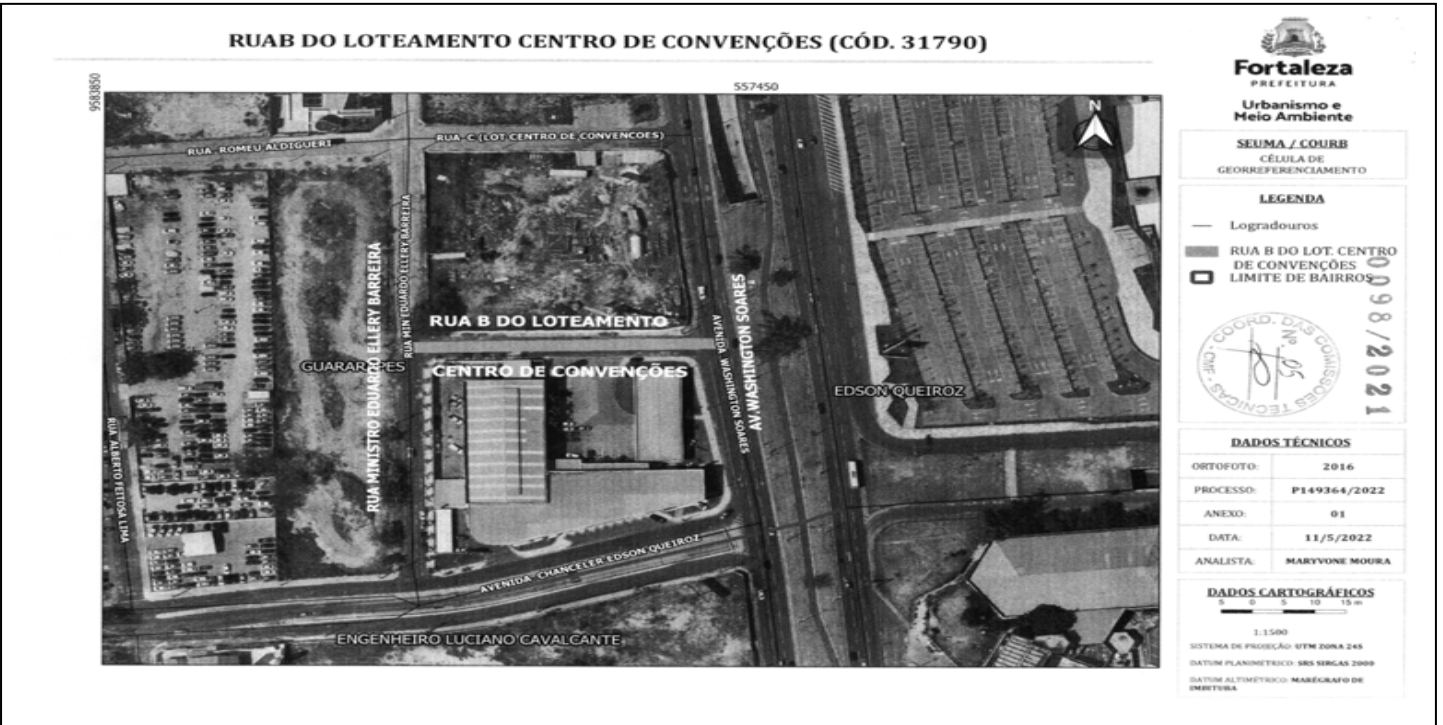 RUAB DO LOTEAMENTO CENTRO DE CONVENÇÕES (CÓD. 31790)
9583850
557450
N
RUA ROMEU ALDIGUERI
RUA C (LOT CENTRO DE CONVENCOES)
RUA MIN EDUARDO ELLERY BARREIRA
RUA MINISTRO EDUARDO ELLERY BARREIRA
RUA B DO LOTEAMENTO
CENTRO DE CONVENÇÕES
GUARARAPES
AVENIDA WASHINGTON SOARES
AV.WASHINGTON SOARES
EDSON QUEIROZ
RUA ALBERTO FEITOSA LIMA
AVENIDA CHANCELER EDSON QUEIROZ
ENGENHEIRO LUCIANO CAVALCANTE
Fortaleza
PREFEITURA
Urbanismo e
Meio Ambiente
SEUMA / COURB
CÉLULA DE
GEORREFERENCIAMENTO
LEGENDA
Logradouros
RUA B DO LOT. CENTRO
DE CONVENÇÕES
LIMITE DE BAIRROS
0098/2021
COORD. DAS COMISSÕES TECNICAS - CMF -
Nº. 05
DADOS TÉCNICOS
ORTOFOTO: 2016
PROCESSO: P149364/2022
ANEXO: 01
DATA: 11/5/2022
ANALISTA: MARYVONE MOURA
DADOS CARTOGRÁFICOS
5 0 5 10 15 m
1:1500
SISTEMA DE PROJEÇÃO: UTM ZONA 24S
DATUM PLANIMÉTRICO: SRS SIRGAS 2000
DATUM ALTIMÉTRICO: MARÉGRAFO DE
IMBITUBA